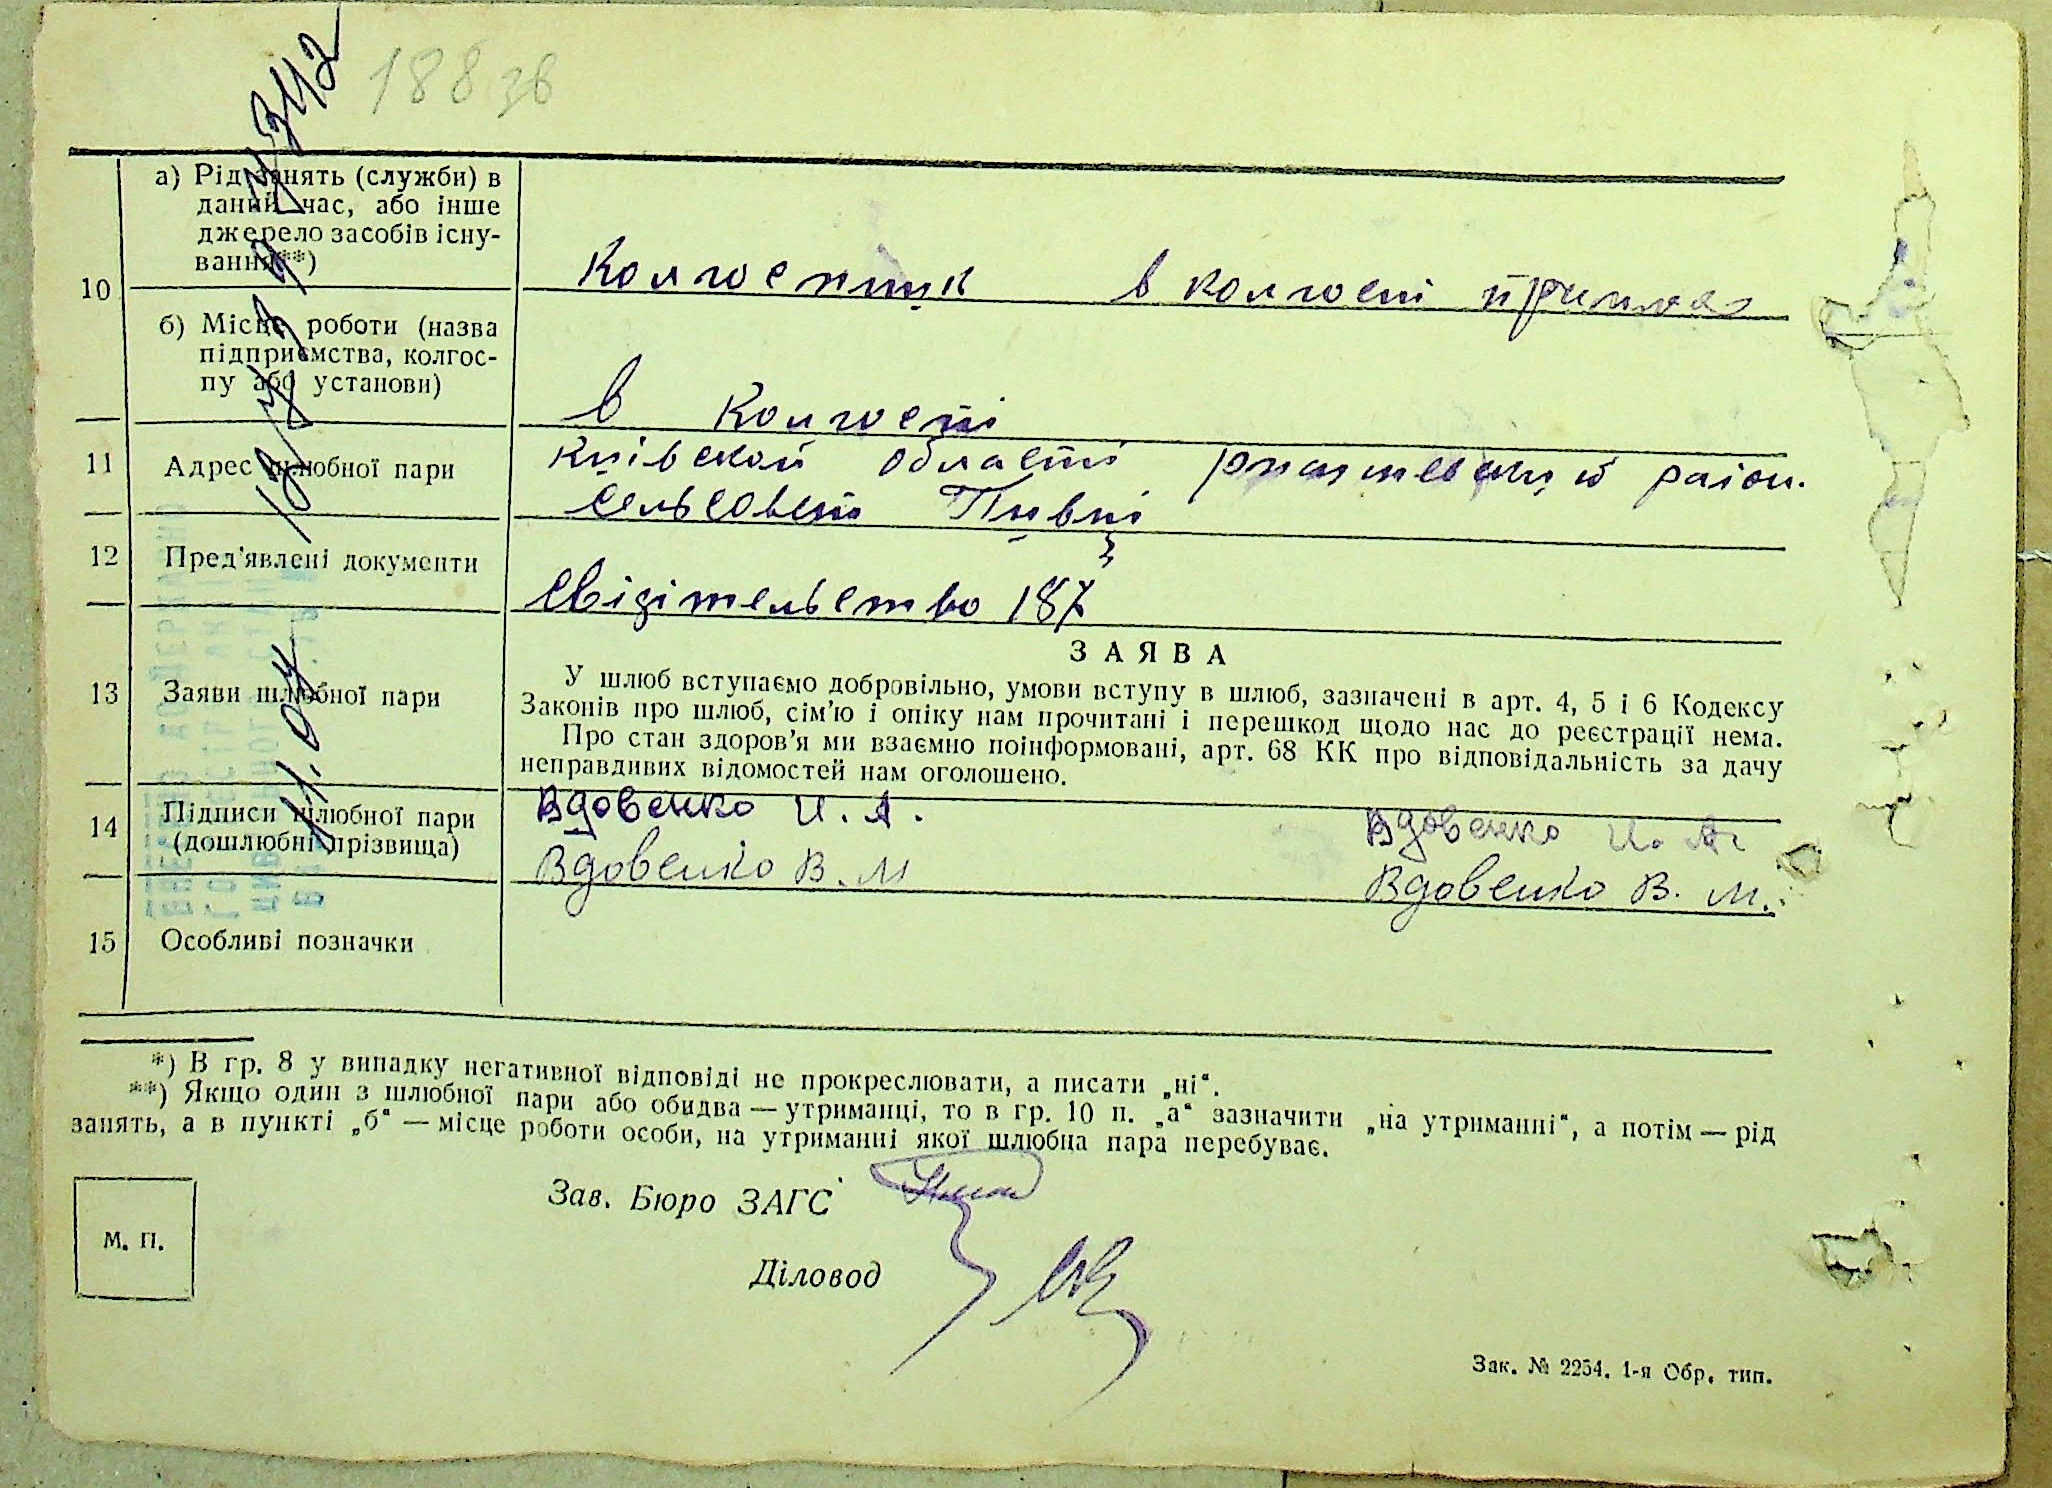 188 зв
а) Рід занять (служби) в
даний час, або інше
джерело засобів існу-
вання**)
Колгоспник в колгоспі
10
б) Місце роботи (назва
підприємства, колгос-
пу або установи)
в Колгоспі
11 Адрес шлюбної пари
Київской області район.
сельсовет Пивці
12 Пред'явлені документи
Свідітельство 187
13 Заяви шлюбної пари
ЗАЯВА
У шлюб вступаємо добровільно, умови вступу в шлюб, зазначені в арт. 4, 5 і 6 Кодексу
Законів про шлюб, сім'ю і опіку нам прочитані і перешкод щодо нас до реєстрації нема.
Про стан здоров'я ми взаємно поінформовані, арт. 68 КК про відповідальність за дачу
неправдивих відомостей нам оголошено.
14 Підписи шлюбної пари
(дошлюбні прізвища)
Вдовенко И. А. Вдовенко И. А.
Вдовенко В. М Вдовенко В. М.
15 Особливі позначки
*) В гр. 8 у випадку негативної відповіді не прокреслювати, а писати „ні“.
**) Якщо один з шлюбної пари або обидва — утриманці, то в гр. 10 п. „а“ зазначити „на утриманні“, а потім — рід
занять, а в пункті „б“ — місце роботи особи, на утриманні якої шлюбна пара перебуває.
Зав. Бюро ЗАГС
М. П.
Діловод
Зак. № 2254. 1-я Обр. тип.